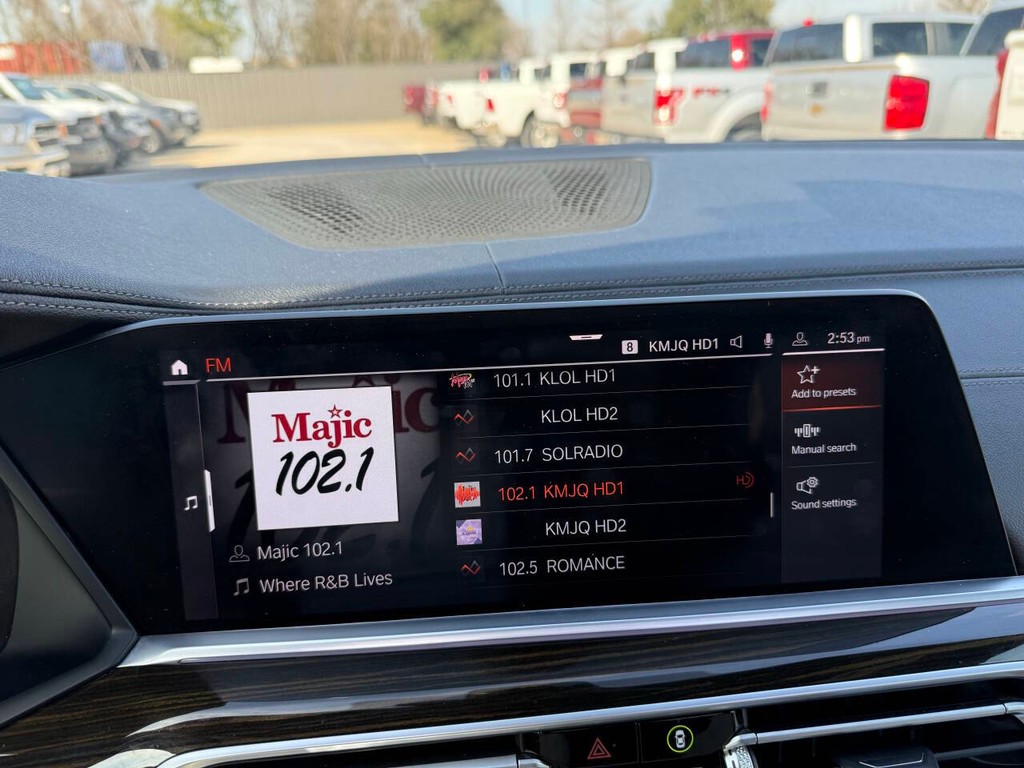 8 KMJQ HD1 2:53 pm
FM
Majic
102.1
Majic 102.1
Where R&B Lives
101.1 KLOL HD1
KLOL HD2
101.7 SOLRADIO
102.1 KMJQ HD1
KMJQ HD2
102.5 ROMANCE
Add to presets
Manual search
Sound settings